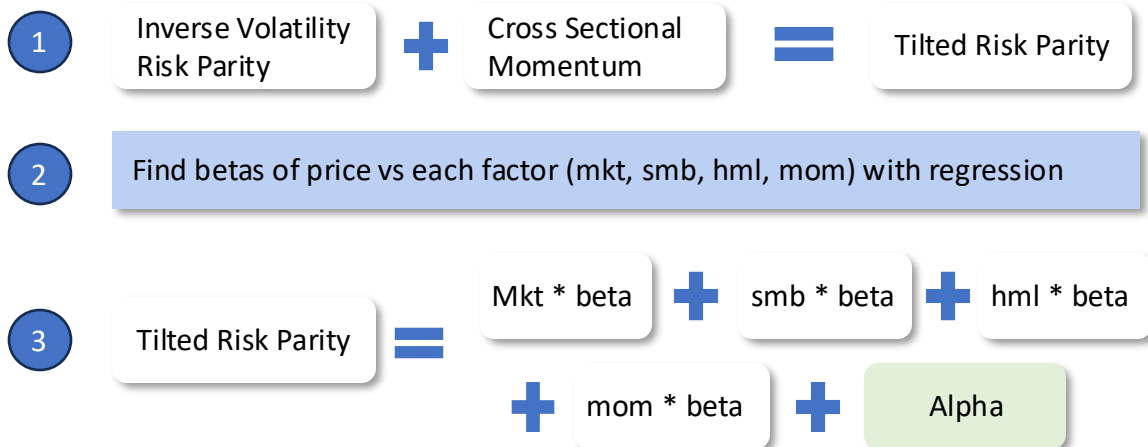 1
Inverse Volatility
Risk Parity
+
Cross Sectional
Momentum
=
Tilted Risk Parity
2
Find betas of price vs each factor (mkt, smb, hml, mom) with regression
3
Tilted Risk Parity
=
Mkt * beta
+
smb * beta
+
hml * beta
+
mom * beta
+
Alpha